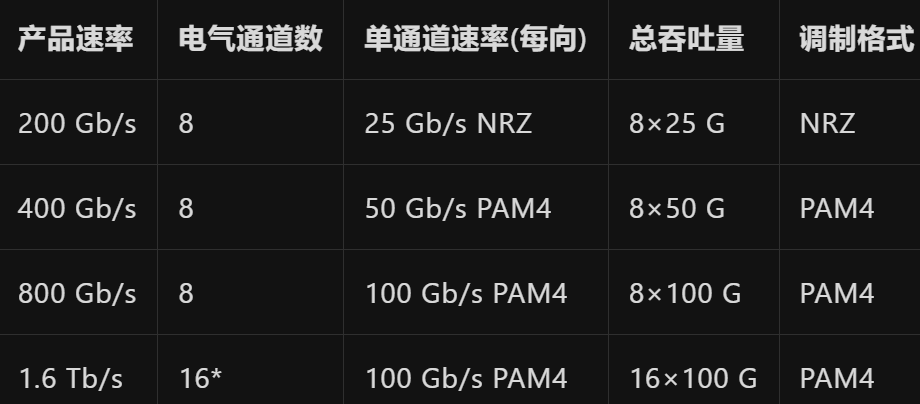 产品速率 电气通道数 单通道速率(每向) 总吞吐量 调制格式
200 Gb/s 8 25 Gb/s NRZ 8×25 G NRZ
400 Gb/s 8 50 Gb/s PAM4 8×50 G PAM4
800 Gb/s 8 100 Gb/s PAM4 8×100 G PAM4
1.6 Tb/s 16* 100 Gb/s PAM4 16×100 G PAM4